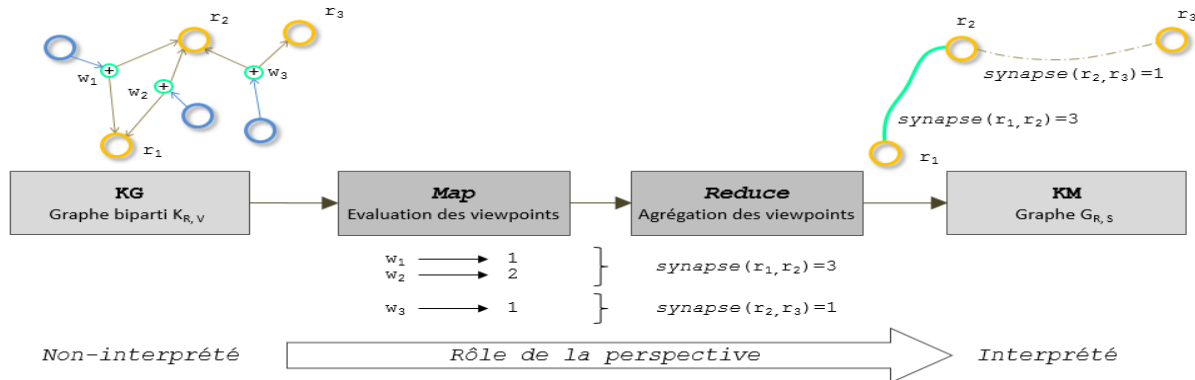 r₂
r₃
w₁
+
+
w₂
+
w₃
r₁
r₂
r₃
synapse(r₂,r₃)=1
synapse(r₁,r₂)=3
r₁
KG
Graphe biparti K_R, V
Map
Evaluation des viewpoints
Reduce
Agrégation des viewpoints
KM
Graphe G_R, S
w₁ 1
w₂ 2
synapse(r₁,r₂)=3
w₃ 1
synapse(r₂,r₃)=1
Non-interprété
Rôle de la perspective
Interprété